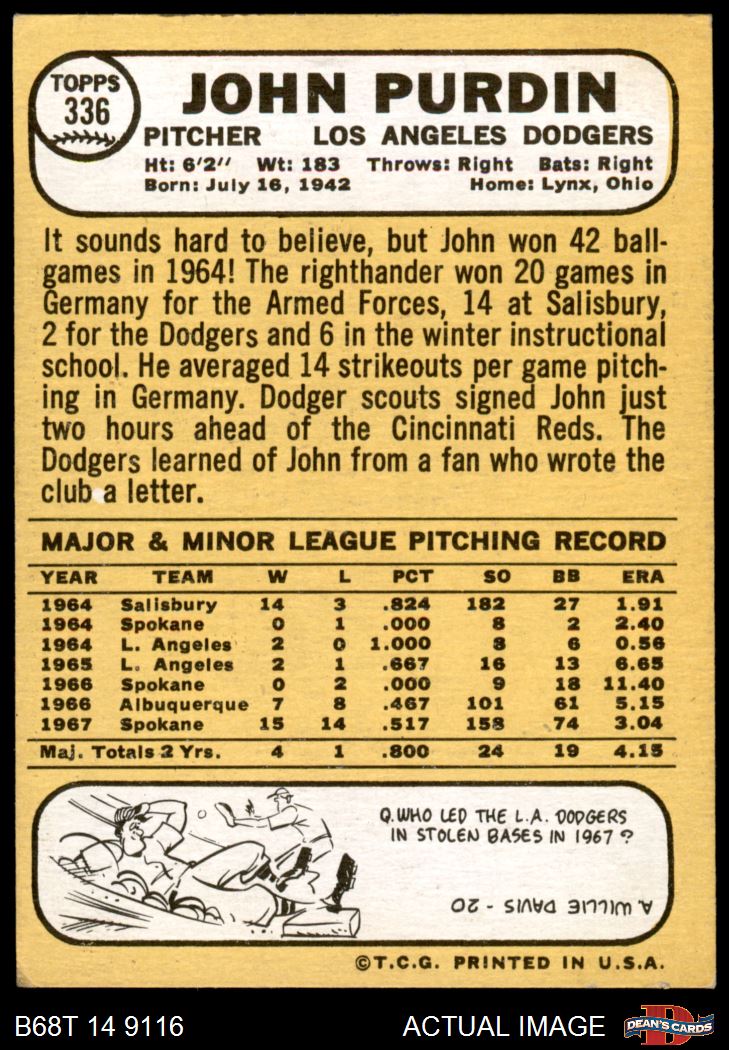 TOPPS
336
JOHN PURDIN
PITCHER LOS ANGELES DODGERS
Ht: 6'2" Wt: 183 Throws: Right Bats: Right
Born: July 16, 1942 Home: Lynx, Ohio
It sounds hard to believe, but John won 42 ball-
games in 1964! The righthander won 20 games in
Germany for the Armed Forces, 14 at Salisbury,
2 for the Dodgers and 6 in the winter instructional
school. He averaged 14 strikeouts per game pitch-
ing in Germany. Dodger scouts signed John just
two hours ahead of the Cincinnati Reds. The
Dodgers learned of John from a fan who wrote the
club a letter.
MAJOR & MINOR LEAGUE PITCHING RECORD
YEAR TEAM W L PCT SO BB ERA
1964 Salisbury 14 3 .824 182 27 1.91
1964 Spokane 0 1 .000 8 2 2.40
1964 L. Angeles 2 0 1.000 8 6 0.56
1965 L. Angeles 2 1 .667 16 13 6.65
1966 Spokane 0 2 .000 9 18 11.40
1966 Albuquerque 7 8 .467 101 61 5.15
1967 Spokane 15 14 .517 158 74 3.04
Maj. Totals 2 Yrs. 4 1 .800 24 19 4.15
Q. WHO LED THE L.A. DODGERS
IN STOLEN BASES IN 1967 ?
A. WILLIE DAVIS - 20
©T.C.G. PRINTED IN U.S.A.
B68T 14 9116 ACTUAL IMAGE
D
DEAN'S CARDS